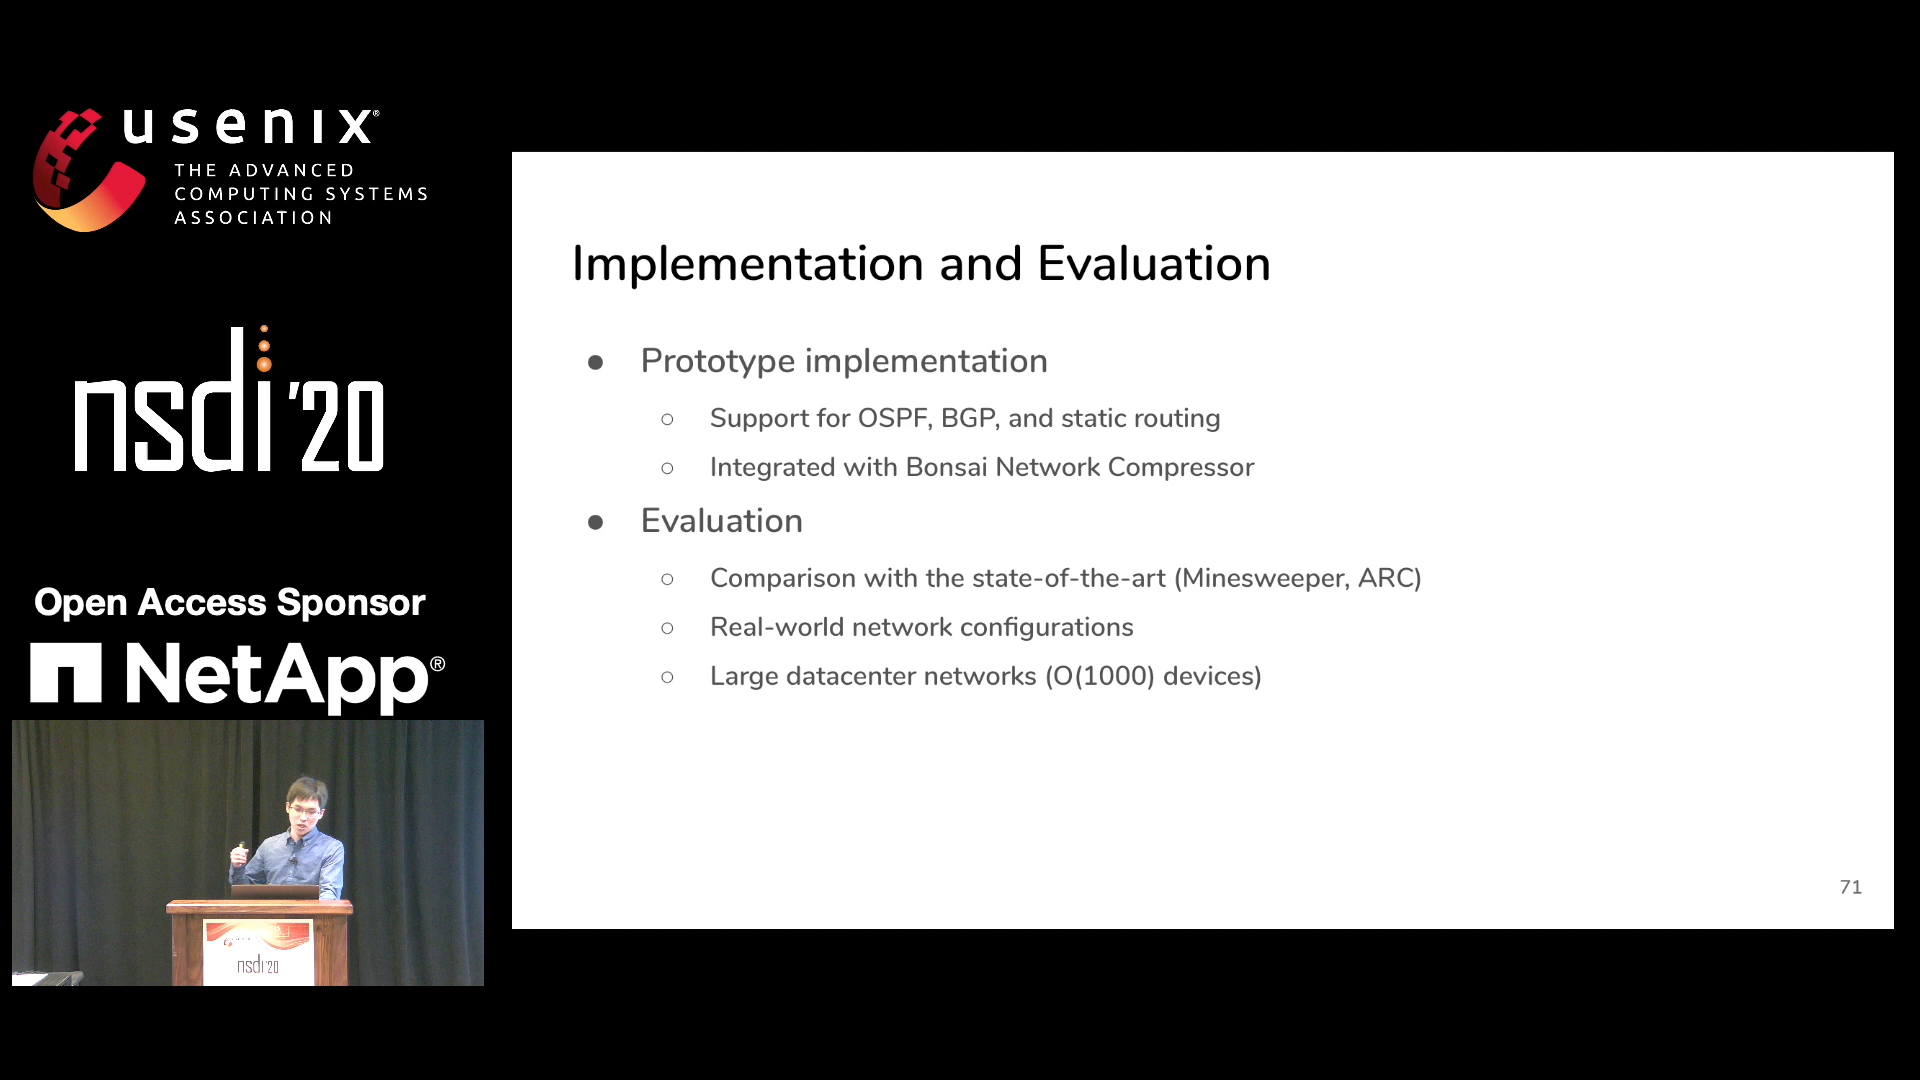 usenix®
THE ADVANCED
COMPUTING SYSTEMS
ASSOCIATION
nsdi '20
Open Access Sponsor
NetApp®
nsdi '20
Implementation and Evaluation
● Prototype implementation
○ Support for OSPF, BGP, and static routing
○ Integrated with Bonsai Network Compressor
● Evaluation
○ Comparison with the state-of-the-art (Minesweeper, ARC)
○ Real-world network configurations
○ Large datacenter networks (O(1000) devices)
71